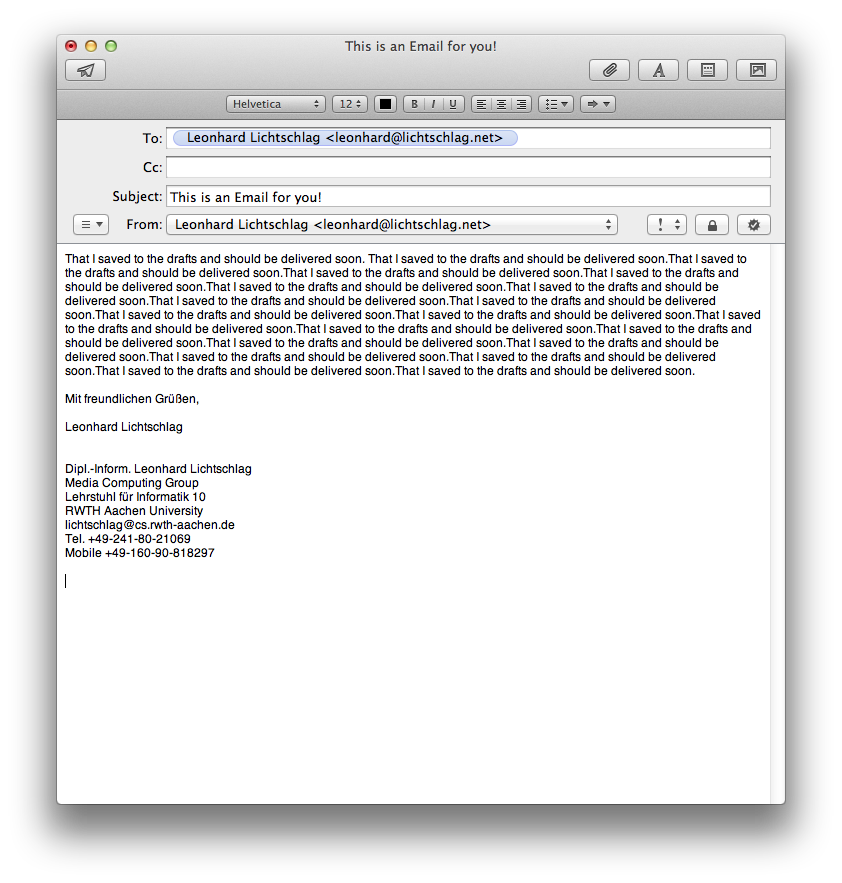 This is an Email for you!
Helvetica 12 B I U
To: Leonhard Lichtschlag <leonhard@lichtschlag.net>
Cc:
Subject: This is an Email for you!
From: Leonhard Lichtschlag <leonhard@lichtschlag.net> !
That I saved to the drafts and should be delivered soon. That I saved to the drafts and should be delivered soon.That I saved to
the drafts and should be delivered soon.That I saved to the drafts and should be delivered soon.That I saved to the drafts and
should be delivered soon.That I saved to the drafts and should be delivered soon.That I saved to the drafts and should be
delivered soon.That I saved to the drafts and should be delivered soon.That I saved to the drafts and should be delivered
soon.That I saved to the drafts and should be delivered soon.That I saved to the drafts and should be delivered soon.That I saved
to the drafts and should be delivered soon.That I saved to the drafts and should be delivered soon.That I saved to the drafts and
should be delivered soon.That I saved to the drafts and should be delivered soon.That I saved to the drafts and should be
delivered soon.That I saved to the drafts and should be delivered soon.That I saved to the drafts and should be delivered
soon.That I saved to the drafts and should be delivered soon.That I saved to the drafts and should be delivered soon.
Mit freundlichen Grüßen,
Leonhard Lichtschlag
Dipl.-Inform. Leonhard Lichtschlag
Media Computing Group
Lehrstuhl für Informatik 10
RWTH Aachen University
lichtschlag@cs.rwth-aachen.de
Tel. +49-241-80-21069
Mobile +49-160-90-818297